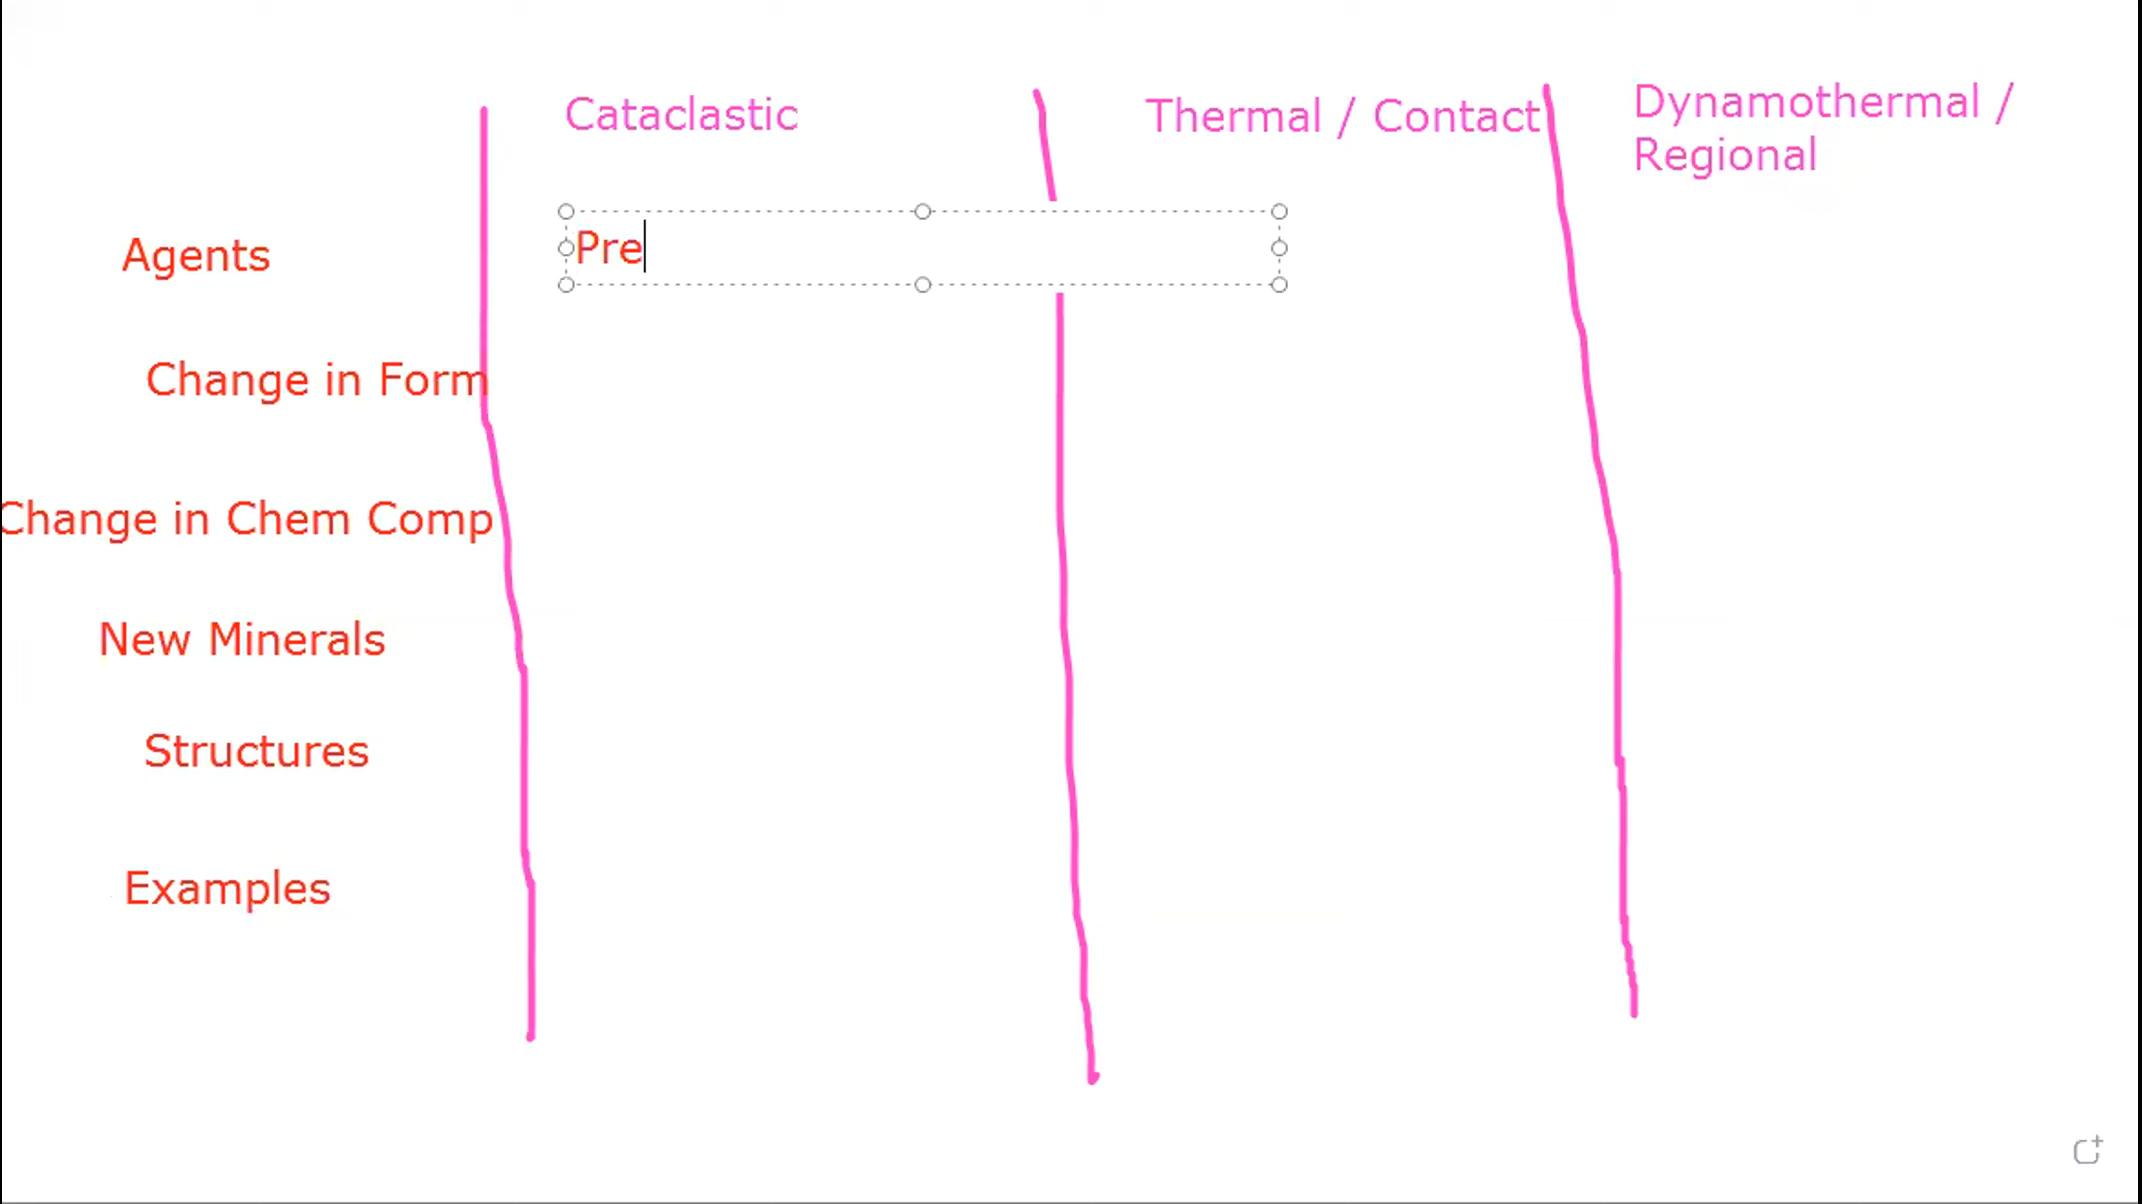 Cataclastic
Thermal / Contact
Dynamothermal /
Regional
Agents
Pre
Change in Form
Change in Chem Comp
New Minerals
Structures
Examples